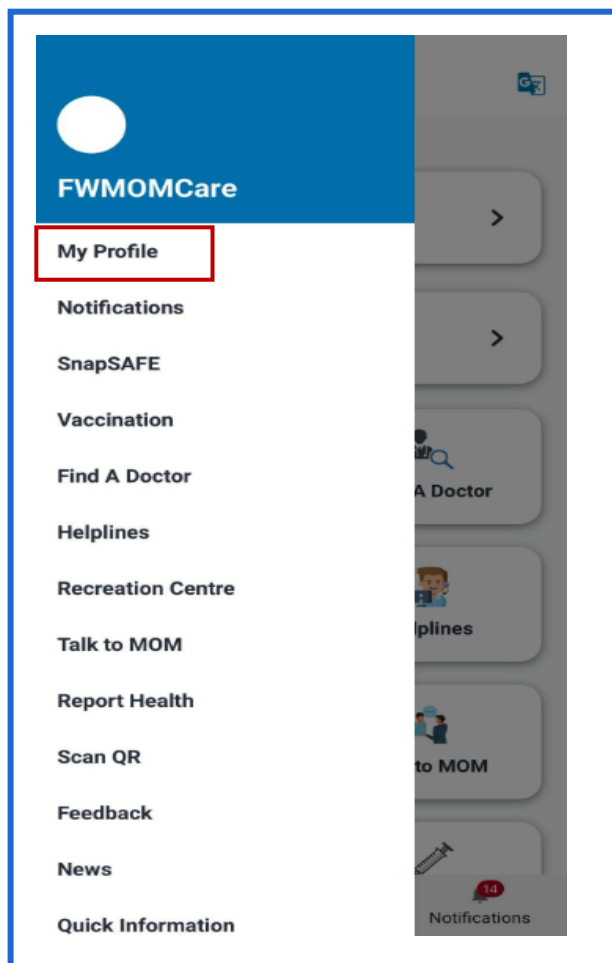 FWMOMCare
My Profile
Notifications
SnapSAFE
Vaccination
Find A Doctor
A Doctor
Helplines
Recreation Centre
lplines
Talk to MOM
Report Health
Scan QR
to MOM
Feedback
News
14
Quick Information
Notifications